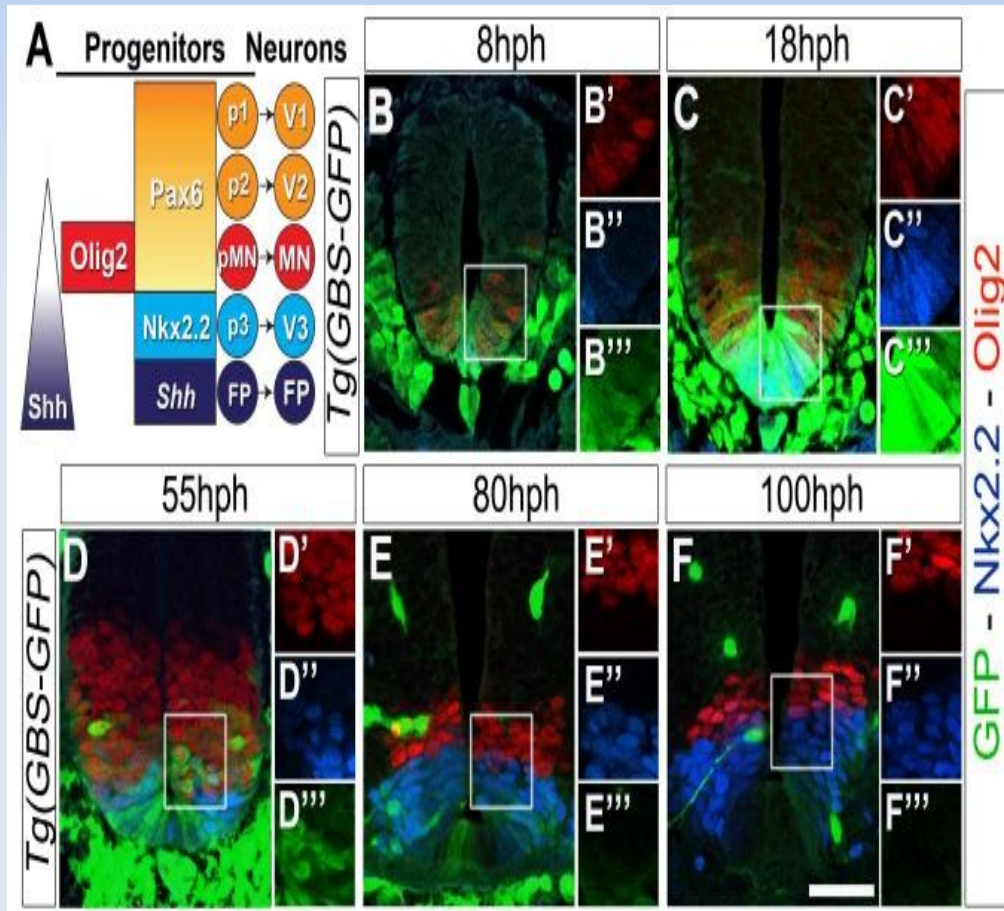 A
Progenitors Neurons
Pax6
p1 V1
p2 V2
Olig2
pMN MN
Nkx2.2
p3 V3
Shh
Shh
FP FP
Tg(GBS-GFP)
8hph
B
B'
B''
B'''
18hph
C
C'
C''
C'''
GFP - Nkx2.2 - Olig2
Tg(GBS-GFP)
55hph
D
D'
D''
D'''
80hph
E
E'
E''
E'''
100hph
F
F'
F''
F'''